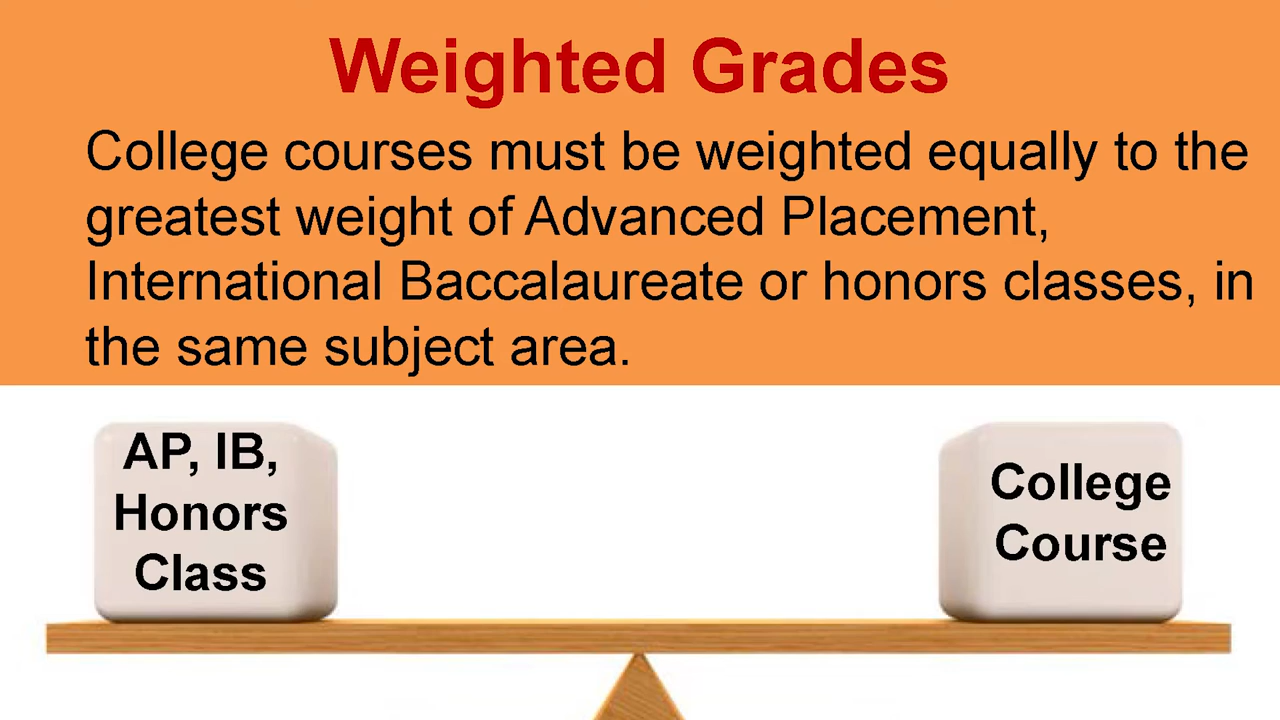 Weighted Grades
College courses must be weighted equally to the
greatest weight of Advanced Placement,
International Baccalaureate or honors classes, in
the same subject area.
AP, IB,
Honors
Class
College
Course